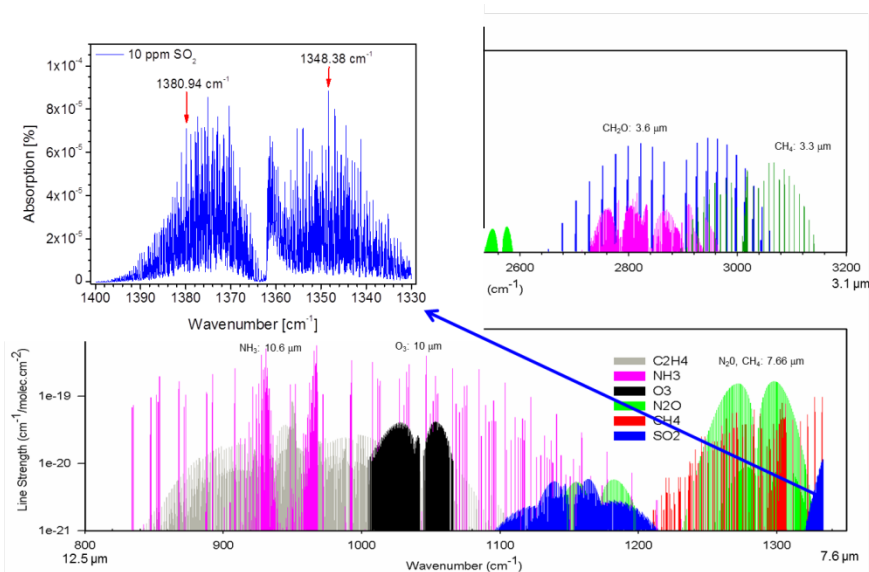 10 ppm SO2
1380.94 cm-1
1348.38 cm-1
1x10-4
8x10-5
6x10-5
4x10-5
2x10-5
0
Absorption [%]
1400 1390 1380 1370 1360 1350 1340 1330
Wavenumber [cm-1]
CH2O: 3.6 µm
CH4: 3.3 µm
2600 2800 3000 3200
(cm-1)
3.1 µm
NH3: 10.6 µm
O3: 10 µm
N20, CH4: 7.66 µm
C2H4
NH3
O3
N2O
CH4
SO2
Line Strength (cm-1/molec.cm-2)
1e-19
1e-20
1e-21
800 900 1000 1100 1200 1300
12.5 µm
Wavenumber (cm-1)
7.6 µm